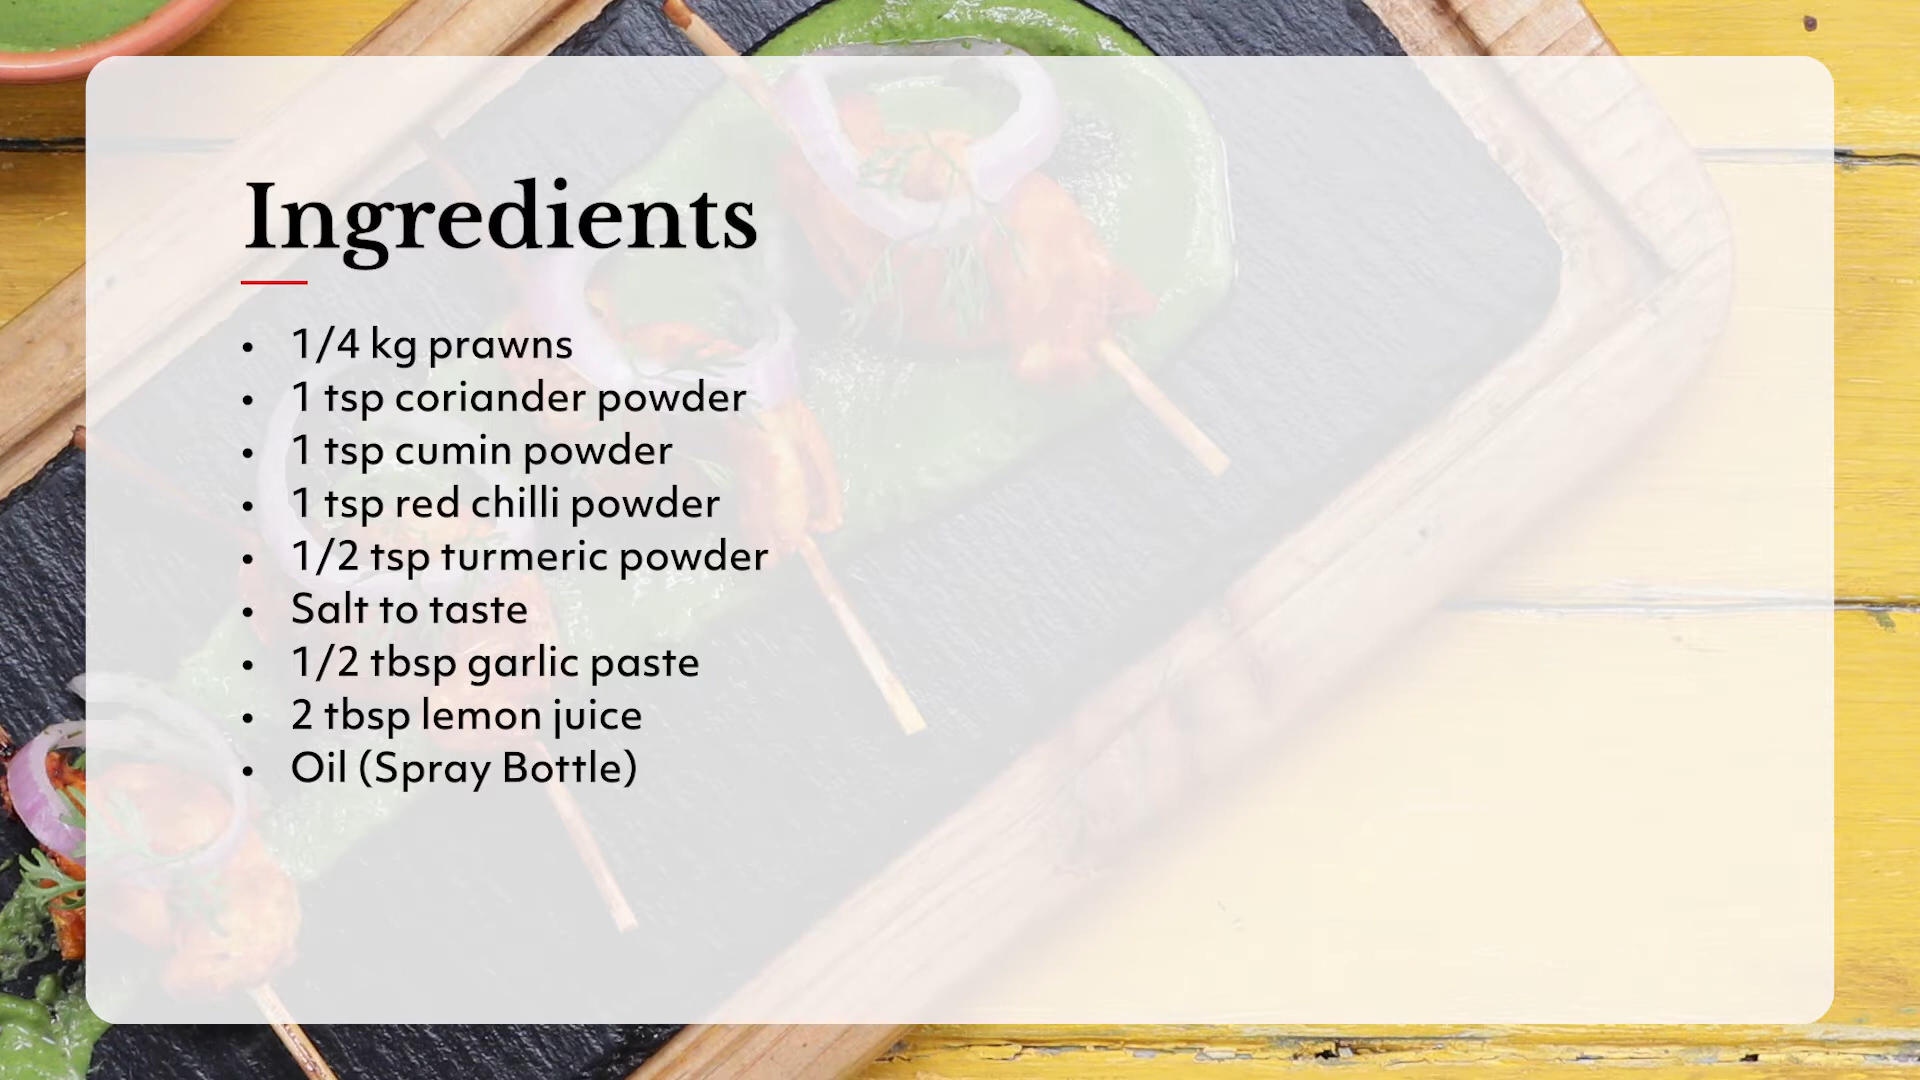 Ingredients
• 1/4 kg prawns
• 1 tsp coriander powder
• 1 tsp cumin powder
• 1 tsp red chilli powder
• 1/2 tsp turmeric powder
• Salt to taste
• 1/2 tbsp garlic paste
• 2 tbsp lemon juice
• Oil (Spray Bottle)